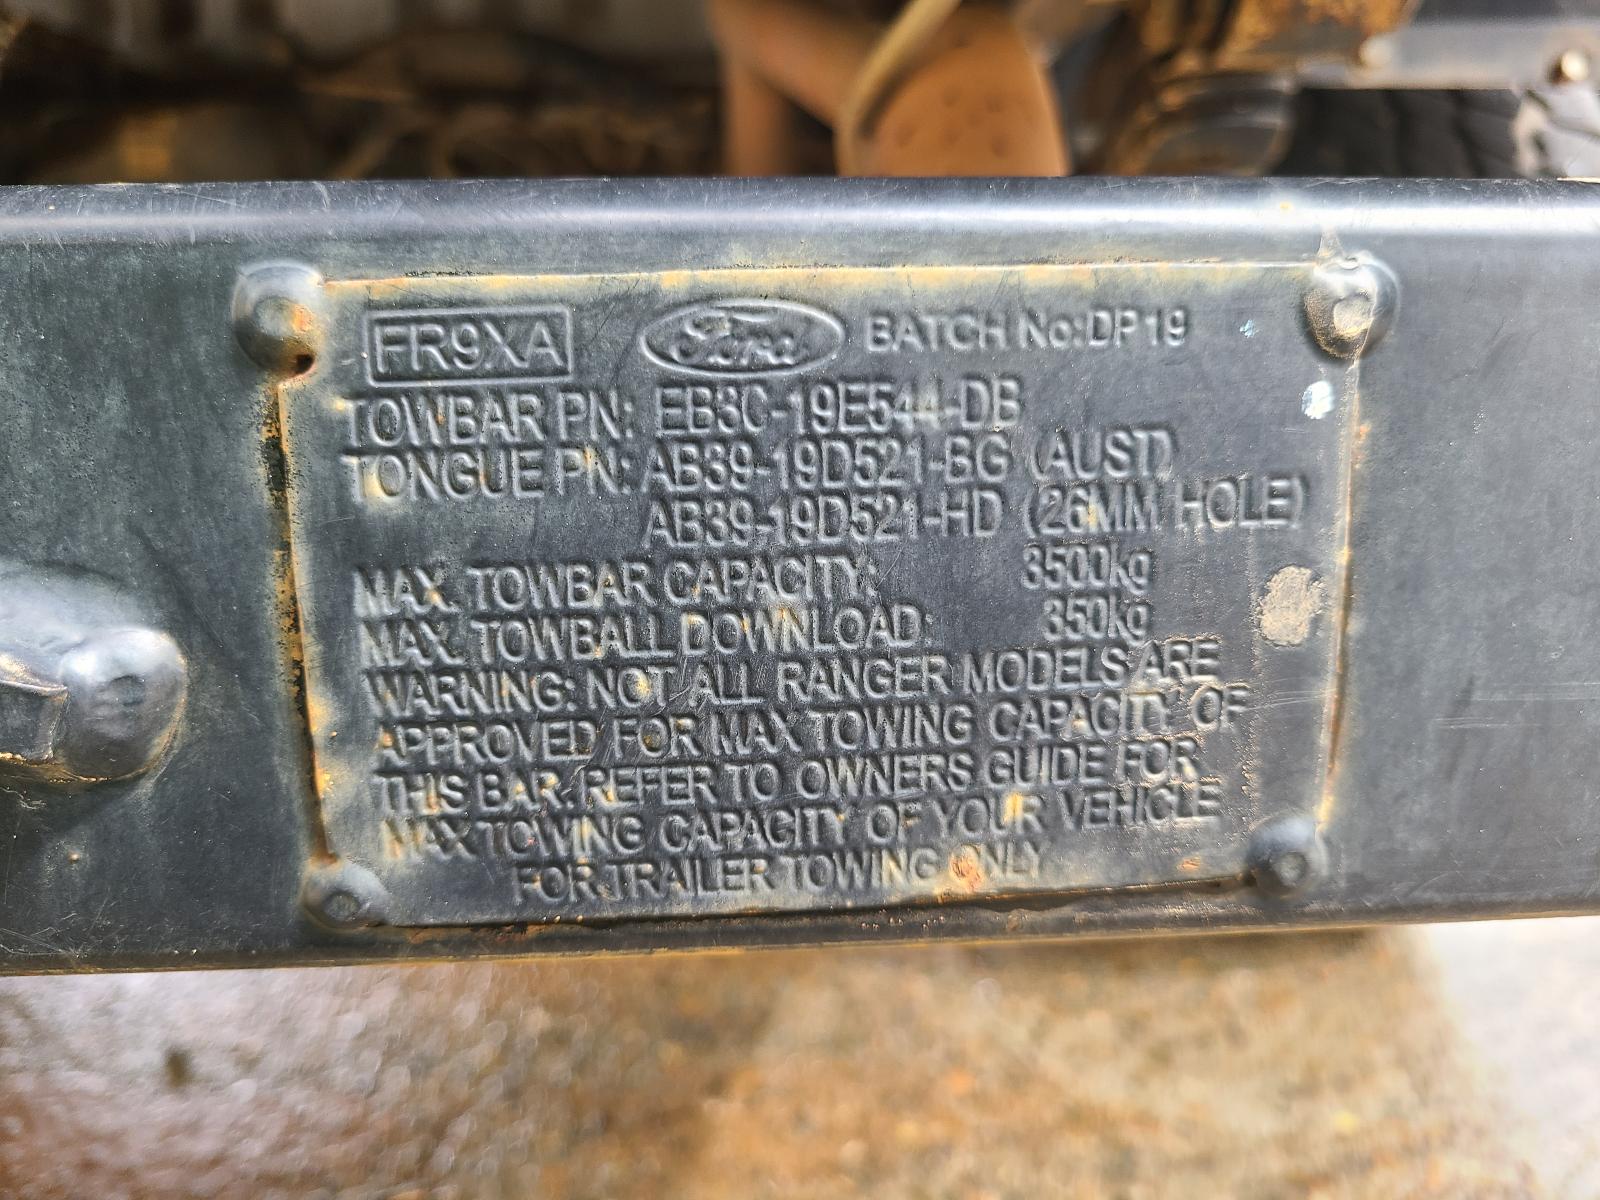 FR9XA Ford BATCH No: DP19
TOWBAR PN: EB3C-19E544-DB
TONGUE PN: AB39-19D521-BG (AUST)
AB39-19D521-HD (26MM HOLE)
MAX. TOWBAR CAPACITY: 3500kg
MAX. TOWBALL DOWNLOAD: 350kg
WARNING: NOT ALL RANGER MODELS ARE
APPROVED FOR MAX TOWING CAPACITY OF
THIS BAR. REFER TO OWNERS GUIDE FOR
MAX TOWING CAPACITY OF YOUR VEHICLE
FOR TRAILER TOWING ONLY